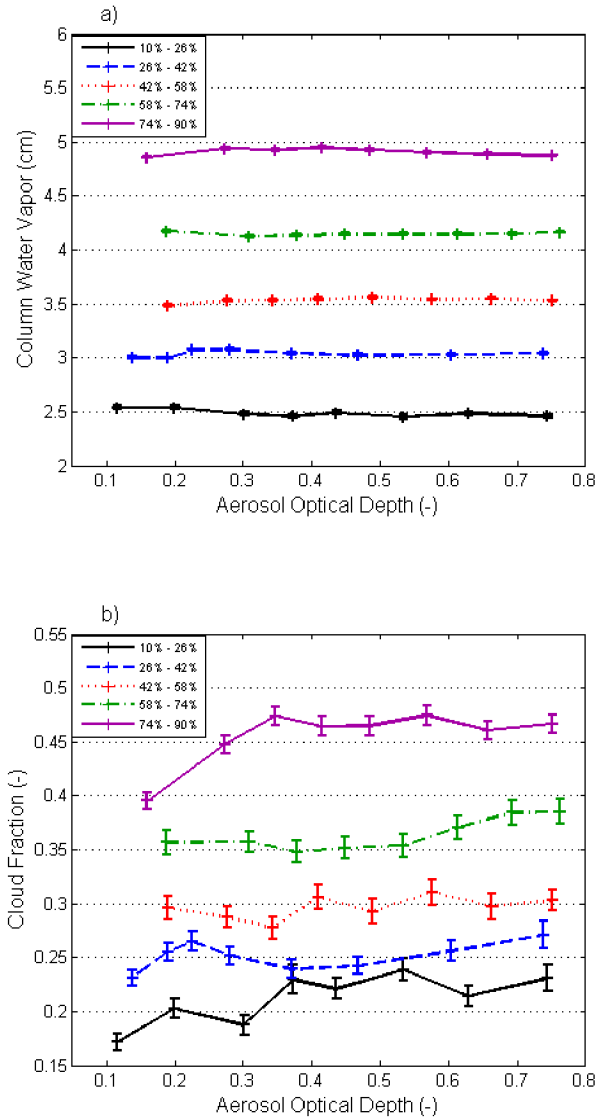 a)
6
5.5
5
4.5
4
3.5
3
2.5
2
Column Water Vapor (cm)
10% - 26%
26% - 42%
42% - 58%
58% - 74%
74% - 90%
0.1 0.2 0.3 0.4 0.5 0.6 0.7 0.8
Aerosol Optical Depth (-)
b)
0.55
0.5
0.45
0.4
0.35
0.3
0.25
0.2
0.15
Cloud Fraction (-)
10% - 26%
26% - 42%
42% - 58%
58% - 74%
74% - 90%
0.1 0.2 0.3 0.4 0.5 0.6 0.7 0.8
Aerosol Optical Depth (-)